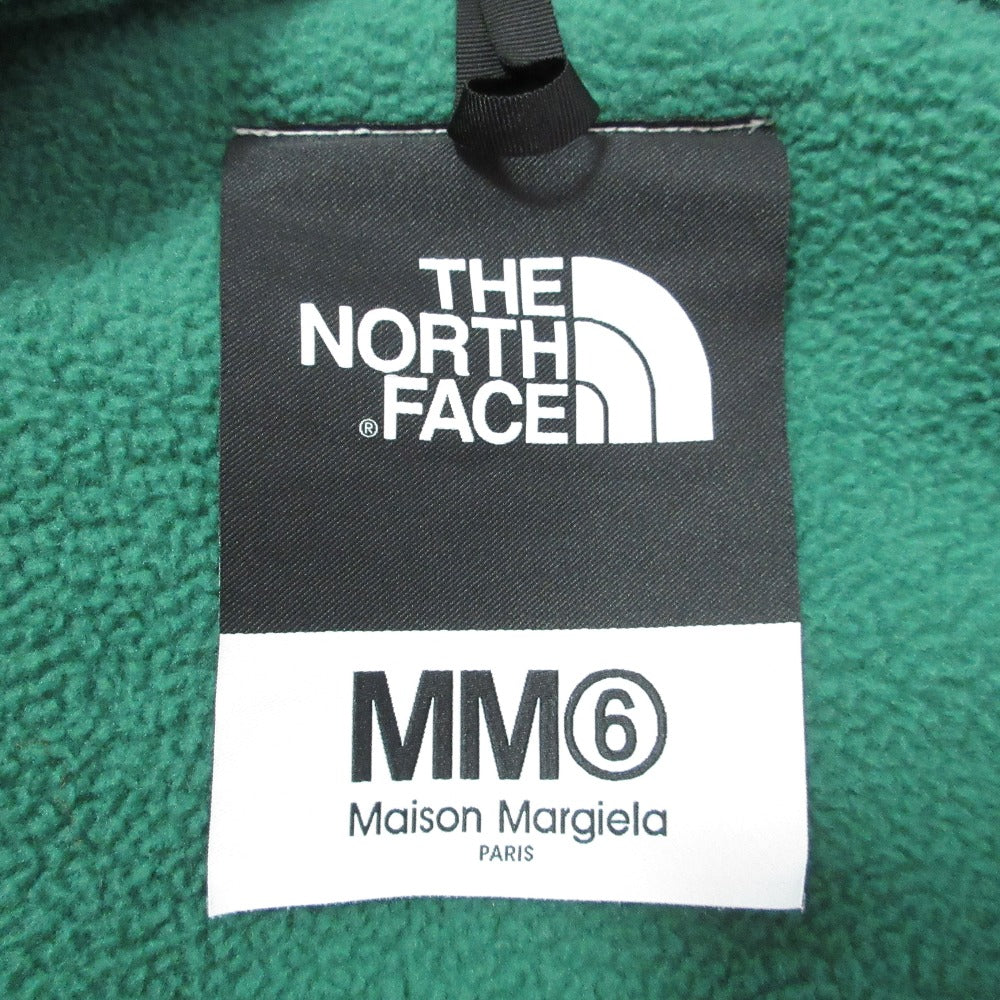 THE
NORTH
® FACE
MM⑥
Maison Margiela
PARIS